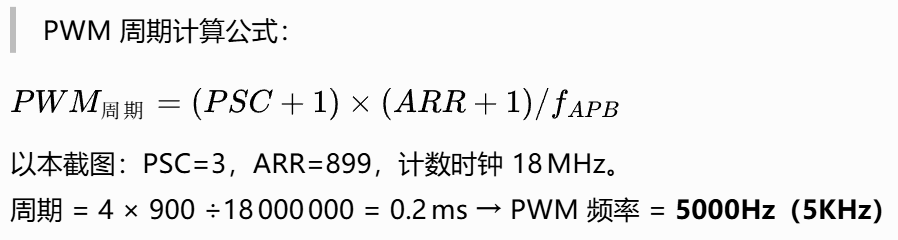 PWM 周期计算公式：
PWM周期 = (PSC + 1) × (ARR + 1)/fAPB
以本截图：PSC=3，ARR=899，计数时钟 18 MHz。
周期 = 4 × 900 ÷18 000 000 = 0.2 ms → PWM 频率 = 5000Hz（5KHz）